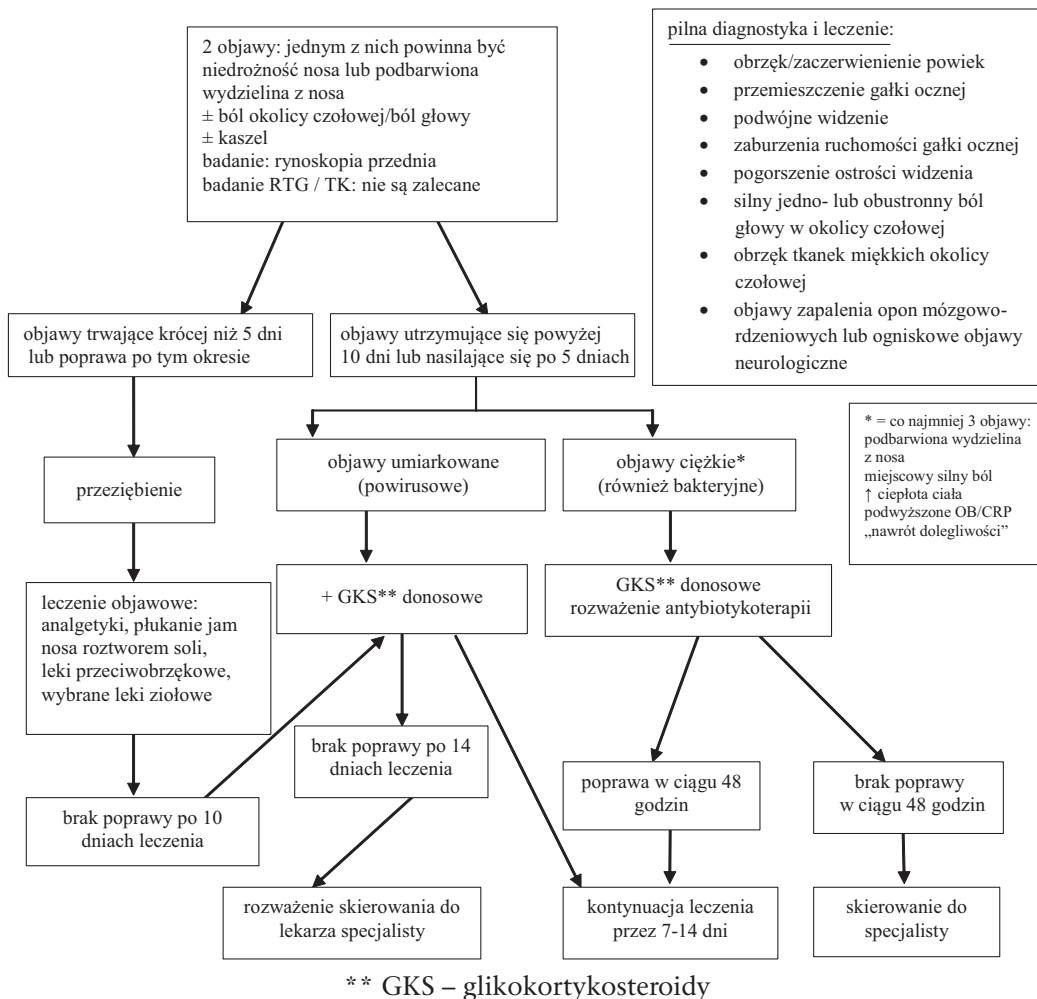 2 objawy: jednym z nich powinna być
niedrożność nosa lub podbarwiona
wydzielina z nosa
± ból okolicy czołowej/ból głowy
± kaszel
badanie: rynoskopia przednia
badanie RTG / TK: nie są zalecane
pilna diagnostyka i leczenie:
• obrzęk/zaczerwienienie powiek
• przemieszczenie gałki ocznej
• podwójne widzenie
• zaburzenia ruchomości gałki ocznej
• pogorszenie ostrości widzenia
• silny jedno- lub obustronny ból
głowy w okolicy czołowej
• obrzęk tkanek miękkich okolicy
czołowej
• objawy zapalenia opon mózgowo-
rdzeniowych lub ogniskowe objawy
neurologiczne
objawy trwające krócej niż 5 dni
lub poprawa po tym okresie
objawy utrzymujące się powyżej
10 dni lub nasilające się po 5 dniach
* = co najmniej 3 objawy:
podbarwiona wydzielina
z nosa
miejscowy silny ból
↑ ciepłota ciała
podwyższone OB/CRP
„nawrót dolegliwości”
przeziębienie
objawy umiarkowane
(powirusowe)
objawy ciężkie*
(również bakteryjne)
leczenie objawowe:
analgetyki, płukanie jam
nosa roztworem soli,
leki przeciwobrzękowe,
wybrane leki ziołowe
+ GKS** donosowe
GKS** donosowe
rozważenie antybiotykoterapii
brak poprawy po 14
dniach leczenia
poprawa w ciągu 48
godzin
brak poprawy
w ciągu 48 godzin
brak poprawy po 10
dniach leczenia
rozważenie skierowania do
lekarza specjalisty
kontynuacja leczenia
przez 7-14 dni
skierowanie do
specjalisty
** GKS – glikokortykosteroidy